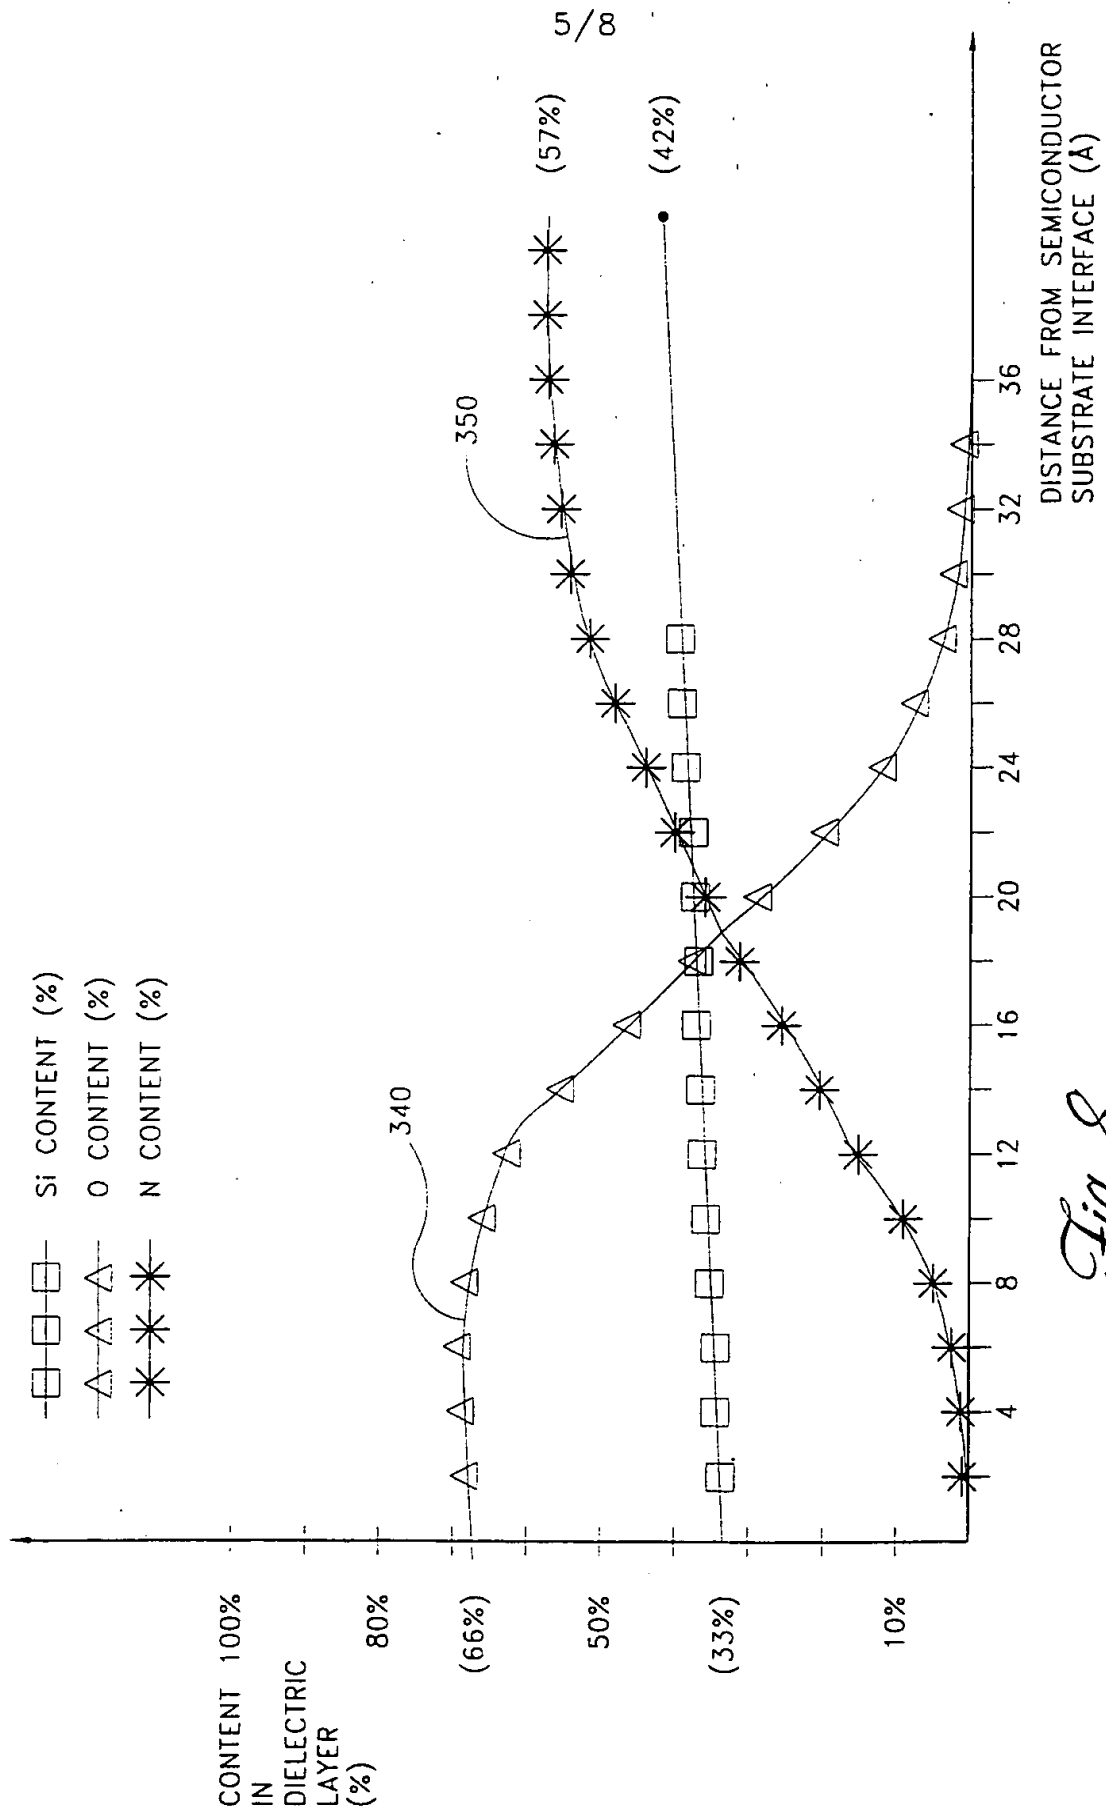 5/8
Si CONTENT (%)
O CONTENT (%)
N CONTENT (%)
CONTENT 100%
IN
DIELECTRIC
LAYER
(%)
80%
(66%)
50%
(33%)
10%
340
350
(57%)
(42%)
4
8
12
16
20
24
28
32
36
DISTANCE FROM SEMICONDUCTOR
SUBSTRATE INTERFACE (Å)
Fig.